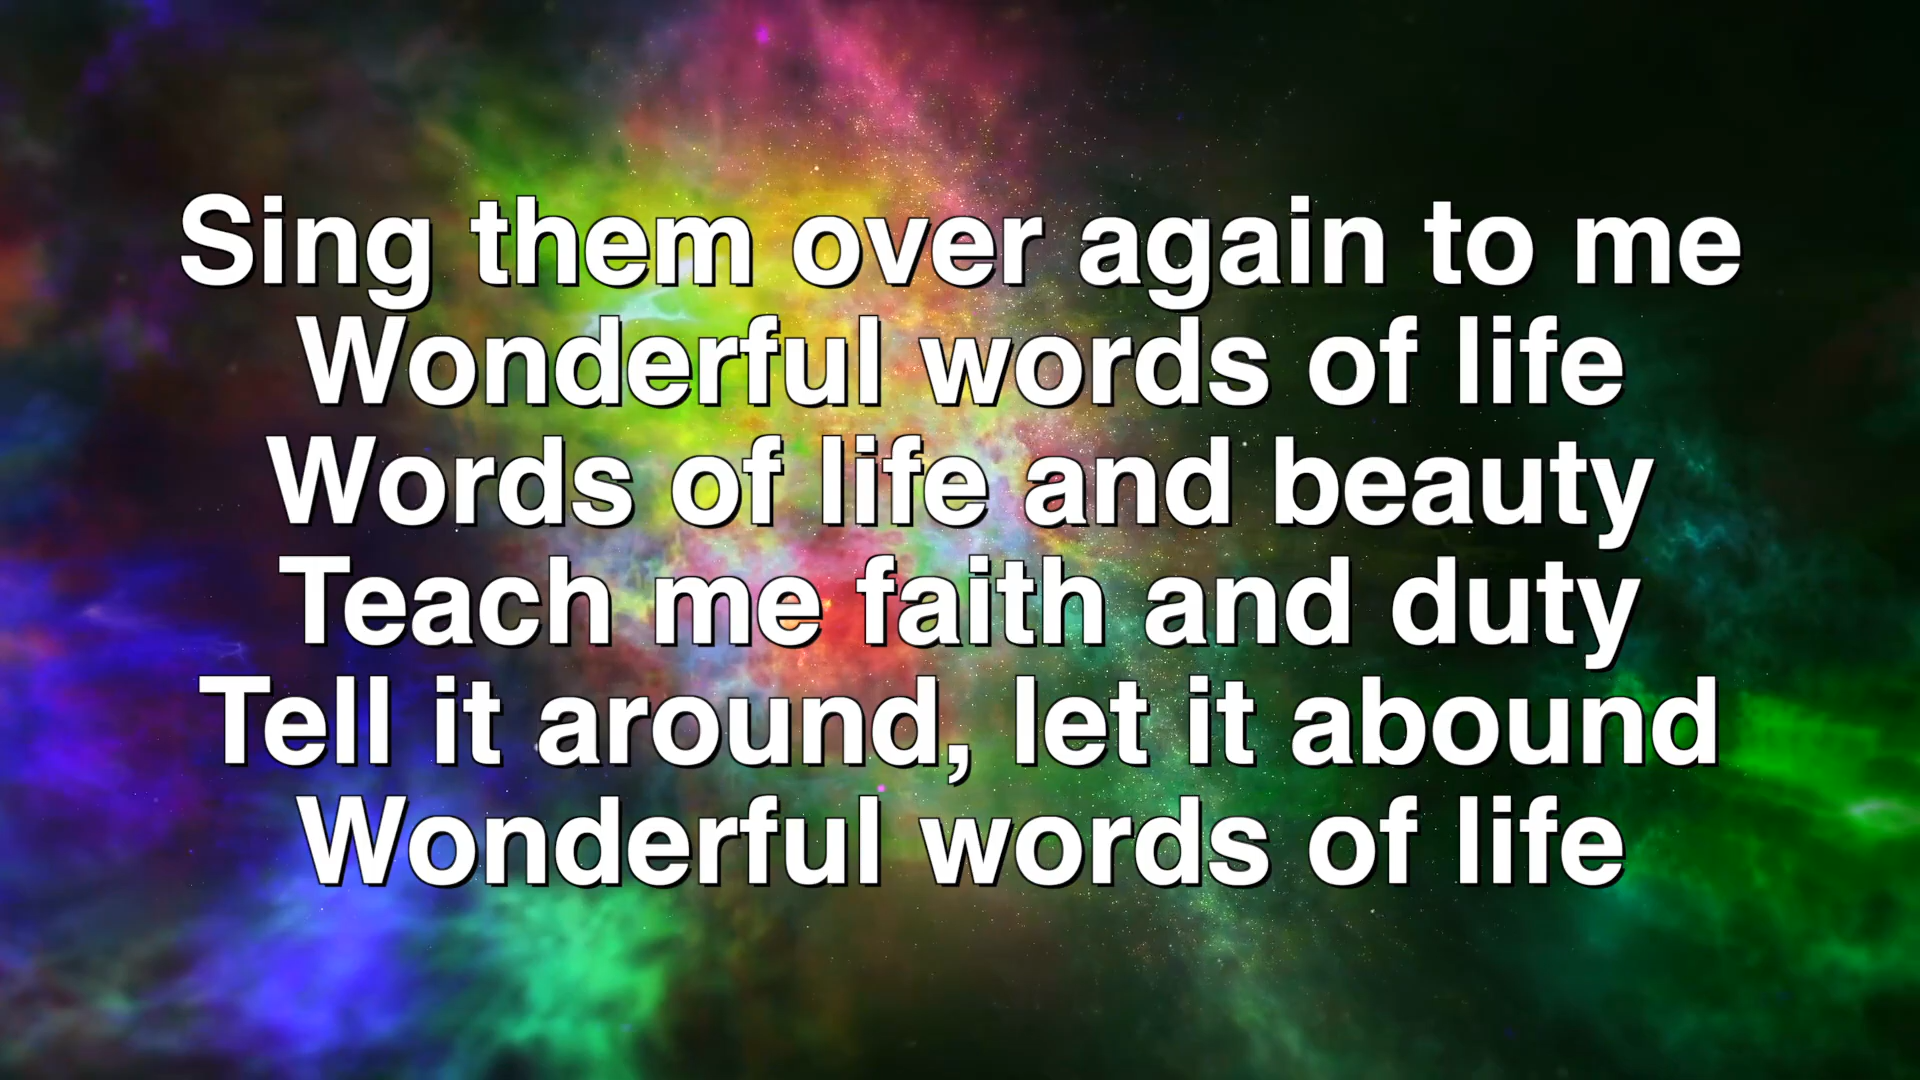 Sing them over again to me
Wonderful words of life
Words of life and beauty
Teach me faith and duty
Tell it around, let it abound
Wonderful words of life